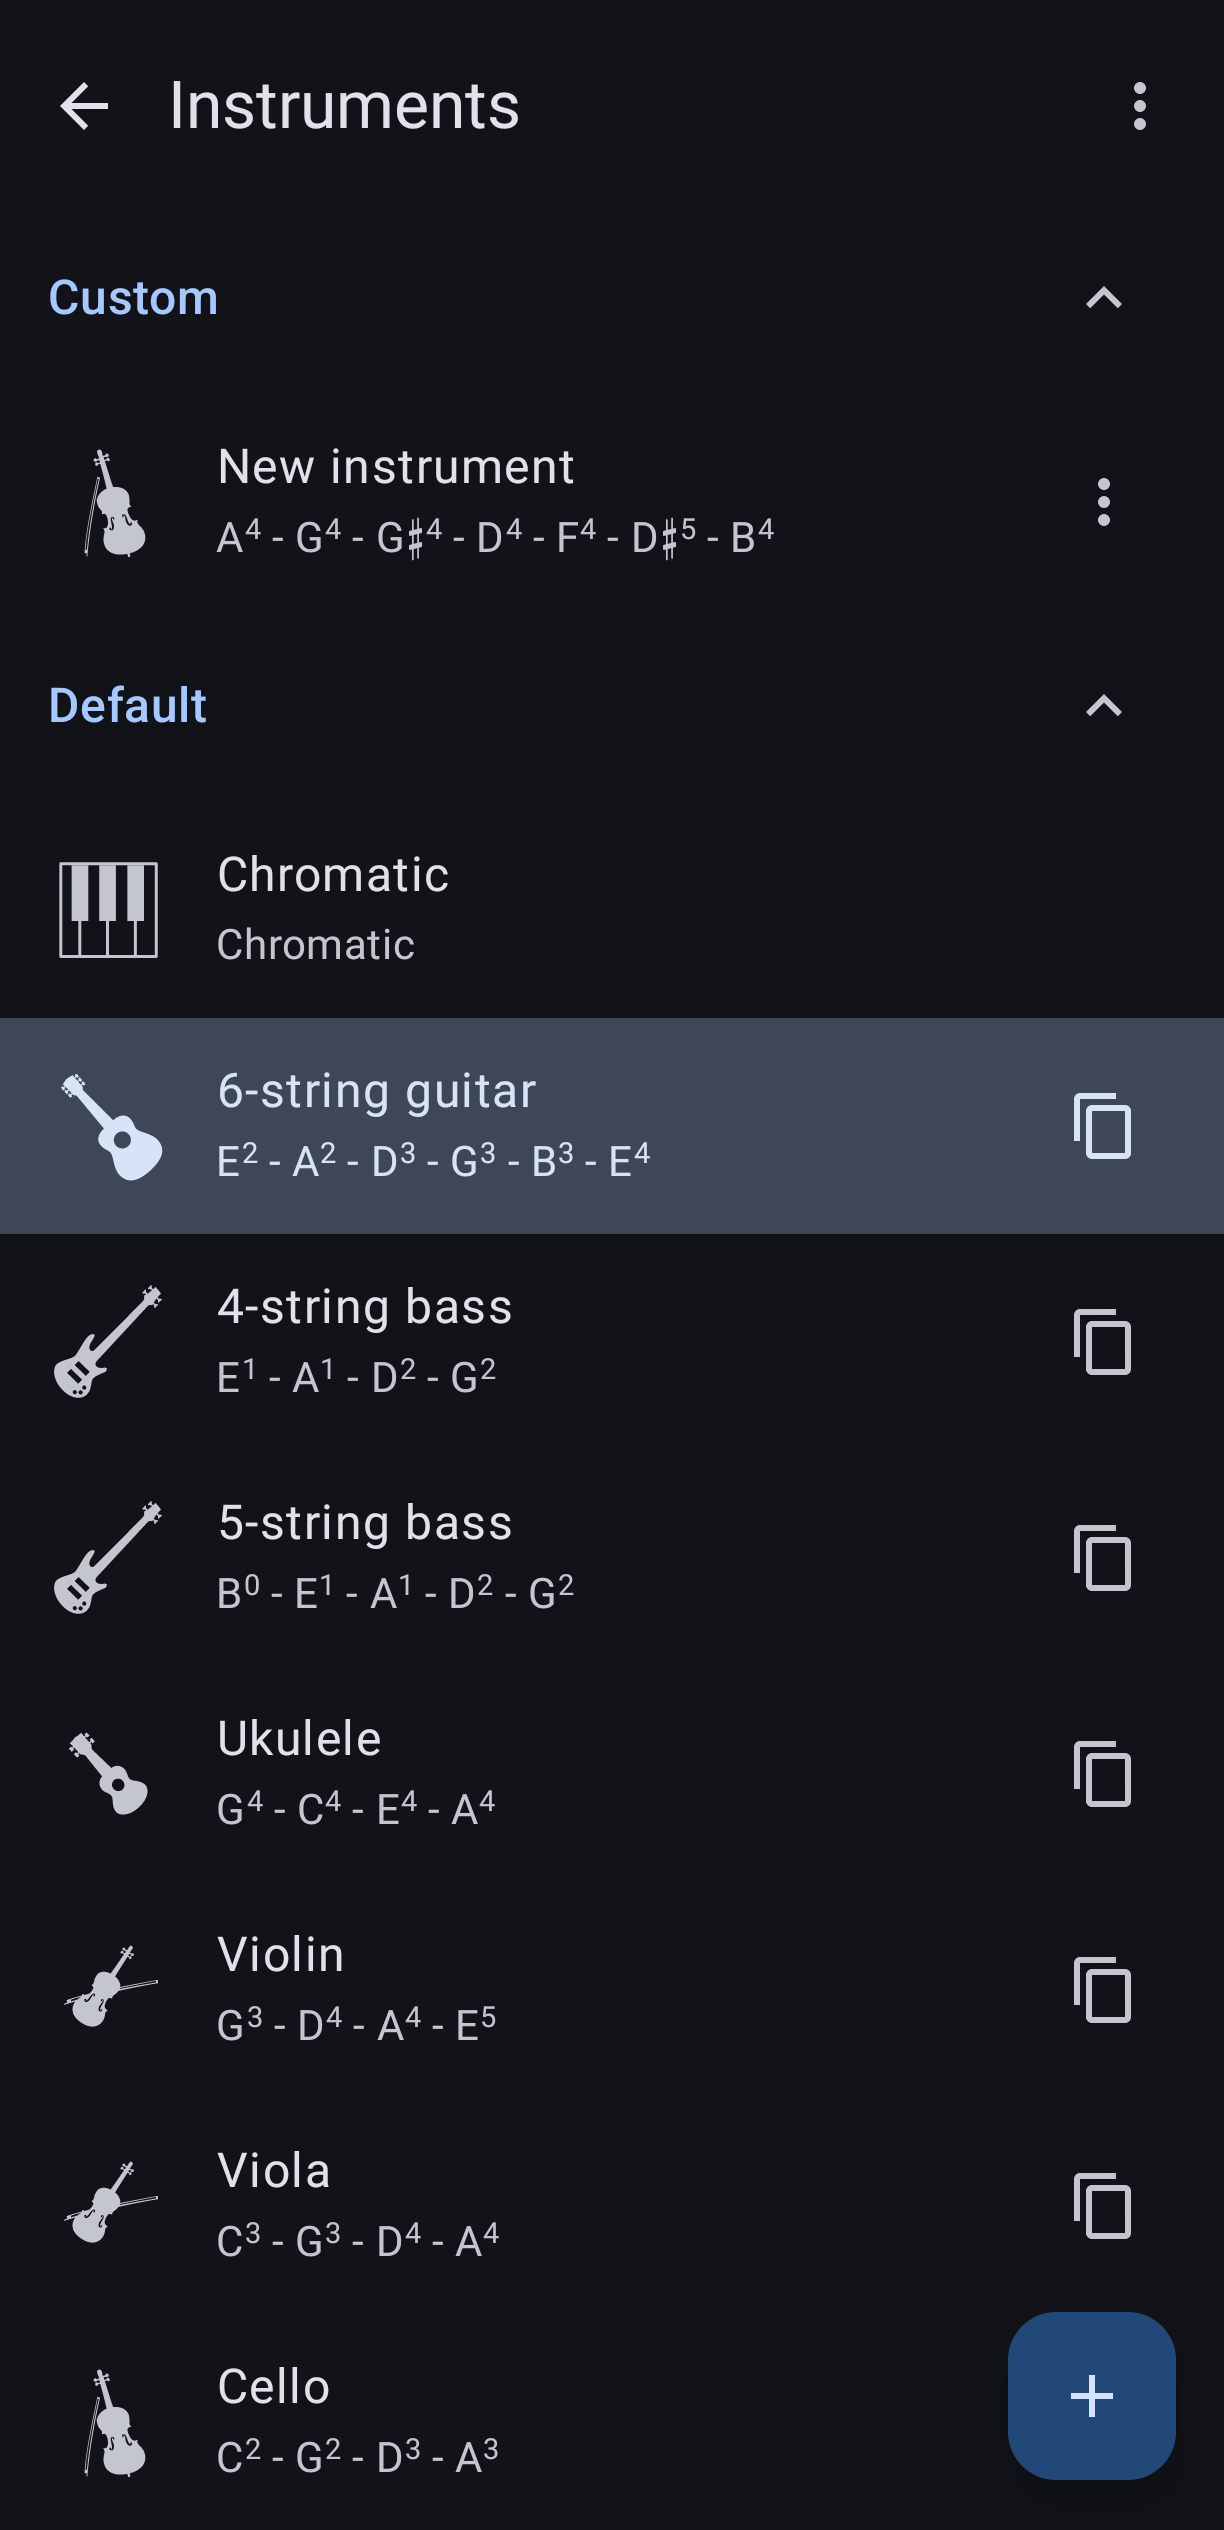 Instruments
Custom
New instrument
A⁴ - G⁴ - G♯⁴ - D⁴ - F⁴ - D♯⁵ - B⁴
Default
Chromatic
Chromatic
6-string guitar
E² - A² - D³ - G³ - B³ - E⁴
4-string bass
E¹ - A¹ - D² - G²
5-string bass
B⁰ - E¹ - A¹ - D² - G²
Ukulele
G⁴ - C⁴ - E⁴ - A⁴
Violin
G³ - D⁴ - A⁴ - E⁵
Viola
C³ - G³ - D⁴ - A⁴
Cello
C² - G² - D³ - A³